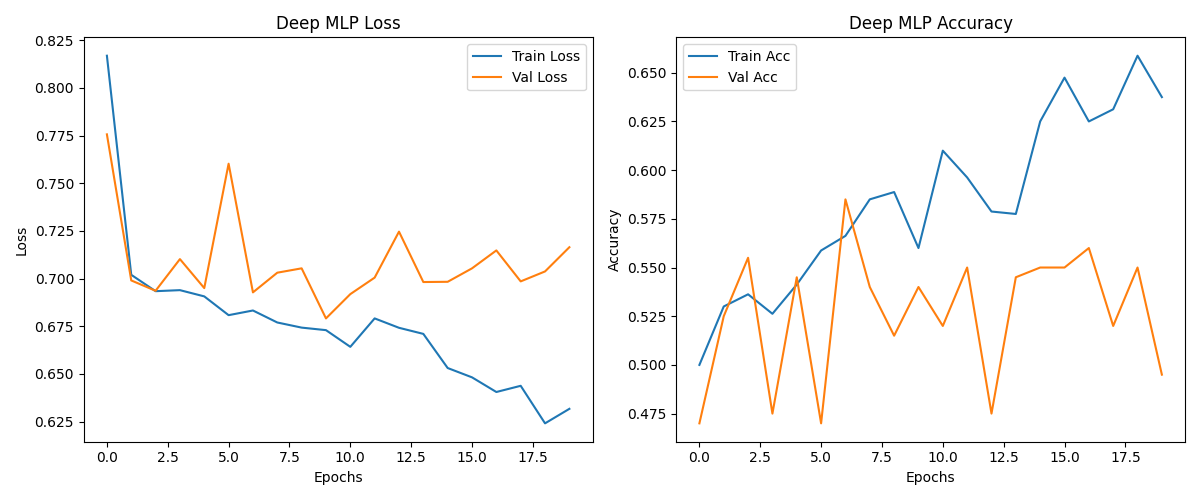 Deep MLP Loss
Train Loss
Val Loss
0.825
0.800
0.775
0.750
0.725
0.700
0.675
0.650
0.625
Loss
0.0 2.5 5.0 7.5 10.0 12.5 15.0 17.5
Epochs
Deep MLP Accuracy
Train Acc
Val Acc
0.650
0.625
0.600
0.575
0.550
0.525
0.500
0.475
Accuracy
0.0 2.5 5.0 7.5 10.0 12.5 15.0 17.5
Epochs